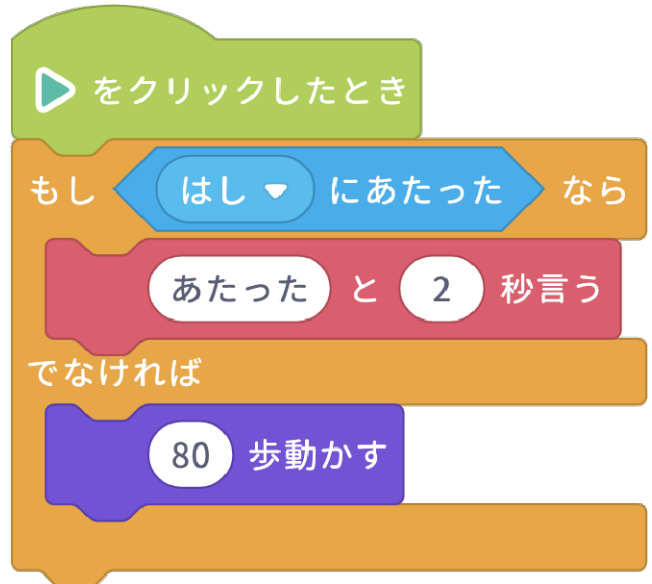 をクリックしたとき
もし はし にあたった なら
あたった と 2 秒言う
でなければ
80 歩動かす